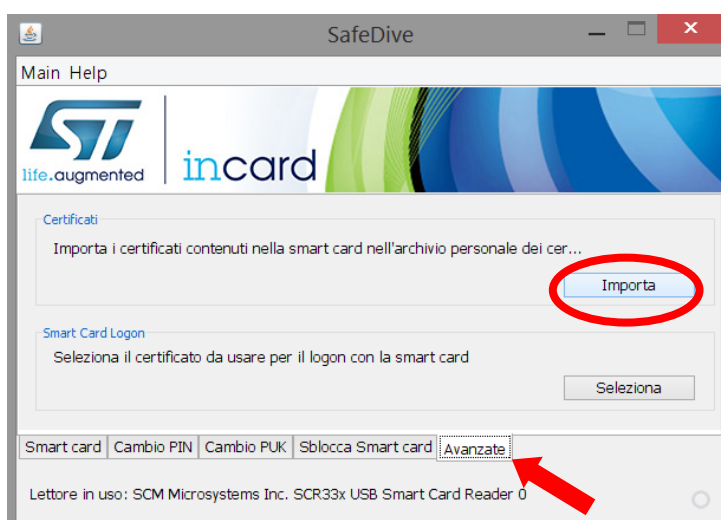 SafeDive
Main Help
ST
life.augmented
incard
Certificati
Importa i certificati contenuti nella smart card nell'archivio personale dei cer...
Importa
Smart Card Logon
Seleziona il certificato da usare per il logon con la smart card
Seleziona
Smart card Cambio PIN Cambio PUK Sblocca Smart card Avanzate
Lettore in uso: SCM Microsystems Inc. SCR33x USB Smart Card Reader 0